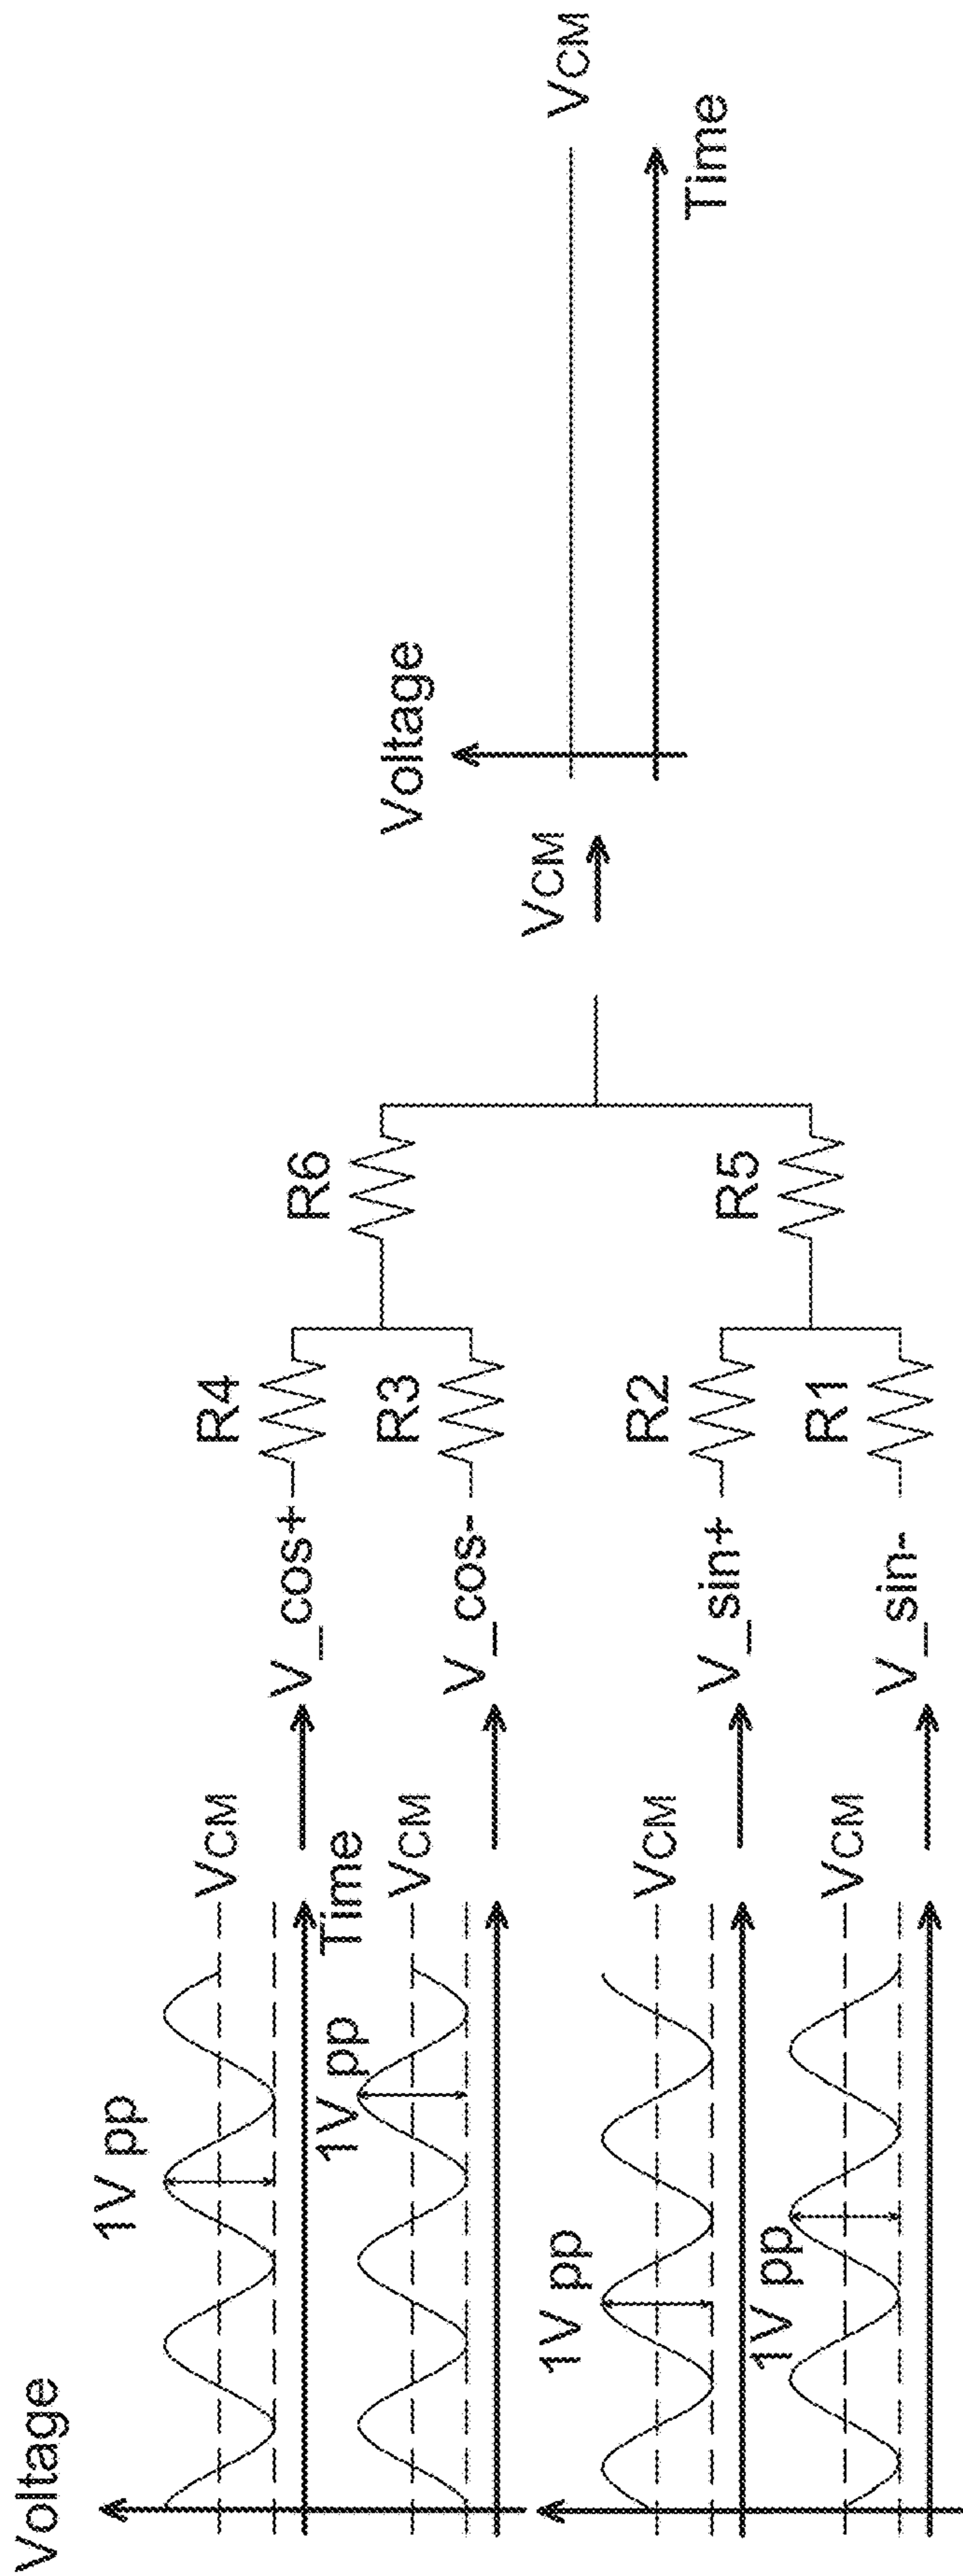 Voltage
1V pp
VCM
Time
1V pp
VCM
1V pp
VCM
1V pp
VCM
V_cos+
V_cos-
V_sin+
V_sin-
R4
R3
R2
R1
R6
R5
VCM
Voltage
VCM
Time